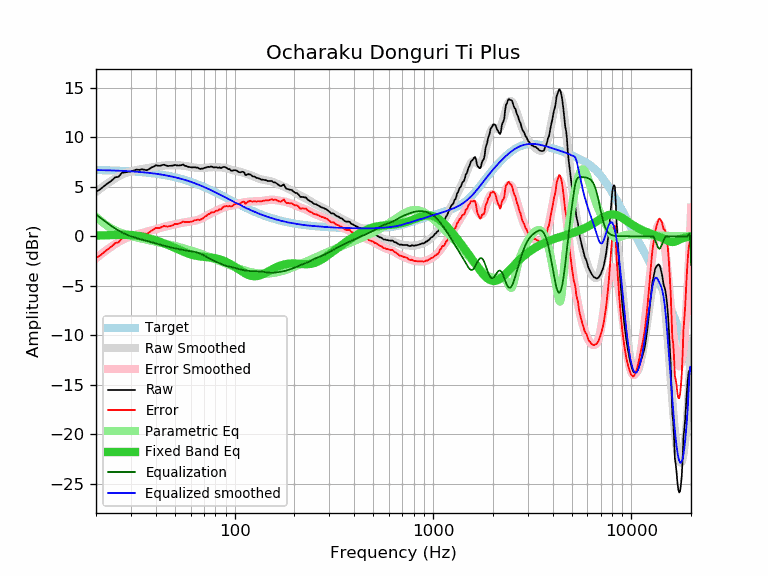 Ocharaku Donguri Ti Plus
15
10
5
0
−5
−10
−15
−20
−25
Amplitude (dBr)
Target
Raw Smoothed
Error Smoothed
Raw
Error
Parametric Eq
Fixed Band Eq
Equalization
Equalized smoothed
100 1000 10000
Frequency (Hz)